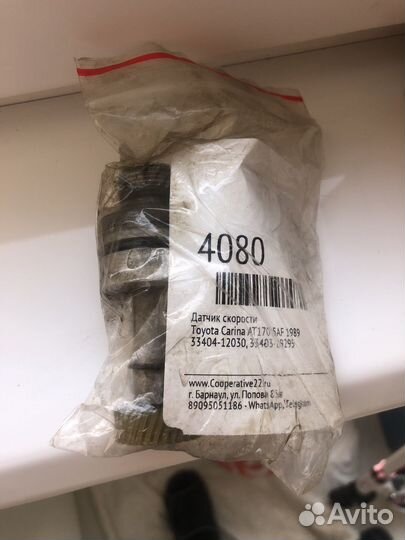 4080
Датчик скорости
Toyota Carina AT170 5AF 1989
33404-12030, 33403-29295
www.Cooperative22.ru
г. Барнаул, ул. Попова
89095051186 - WhatsApp, Telegram
Avito